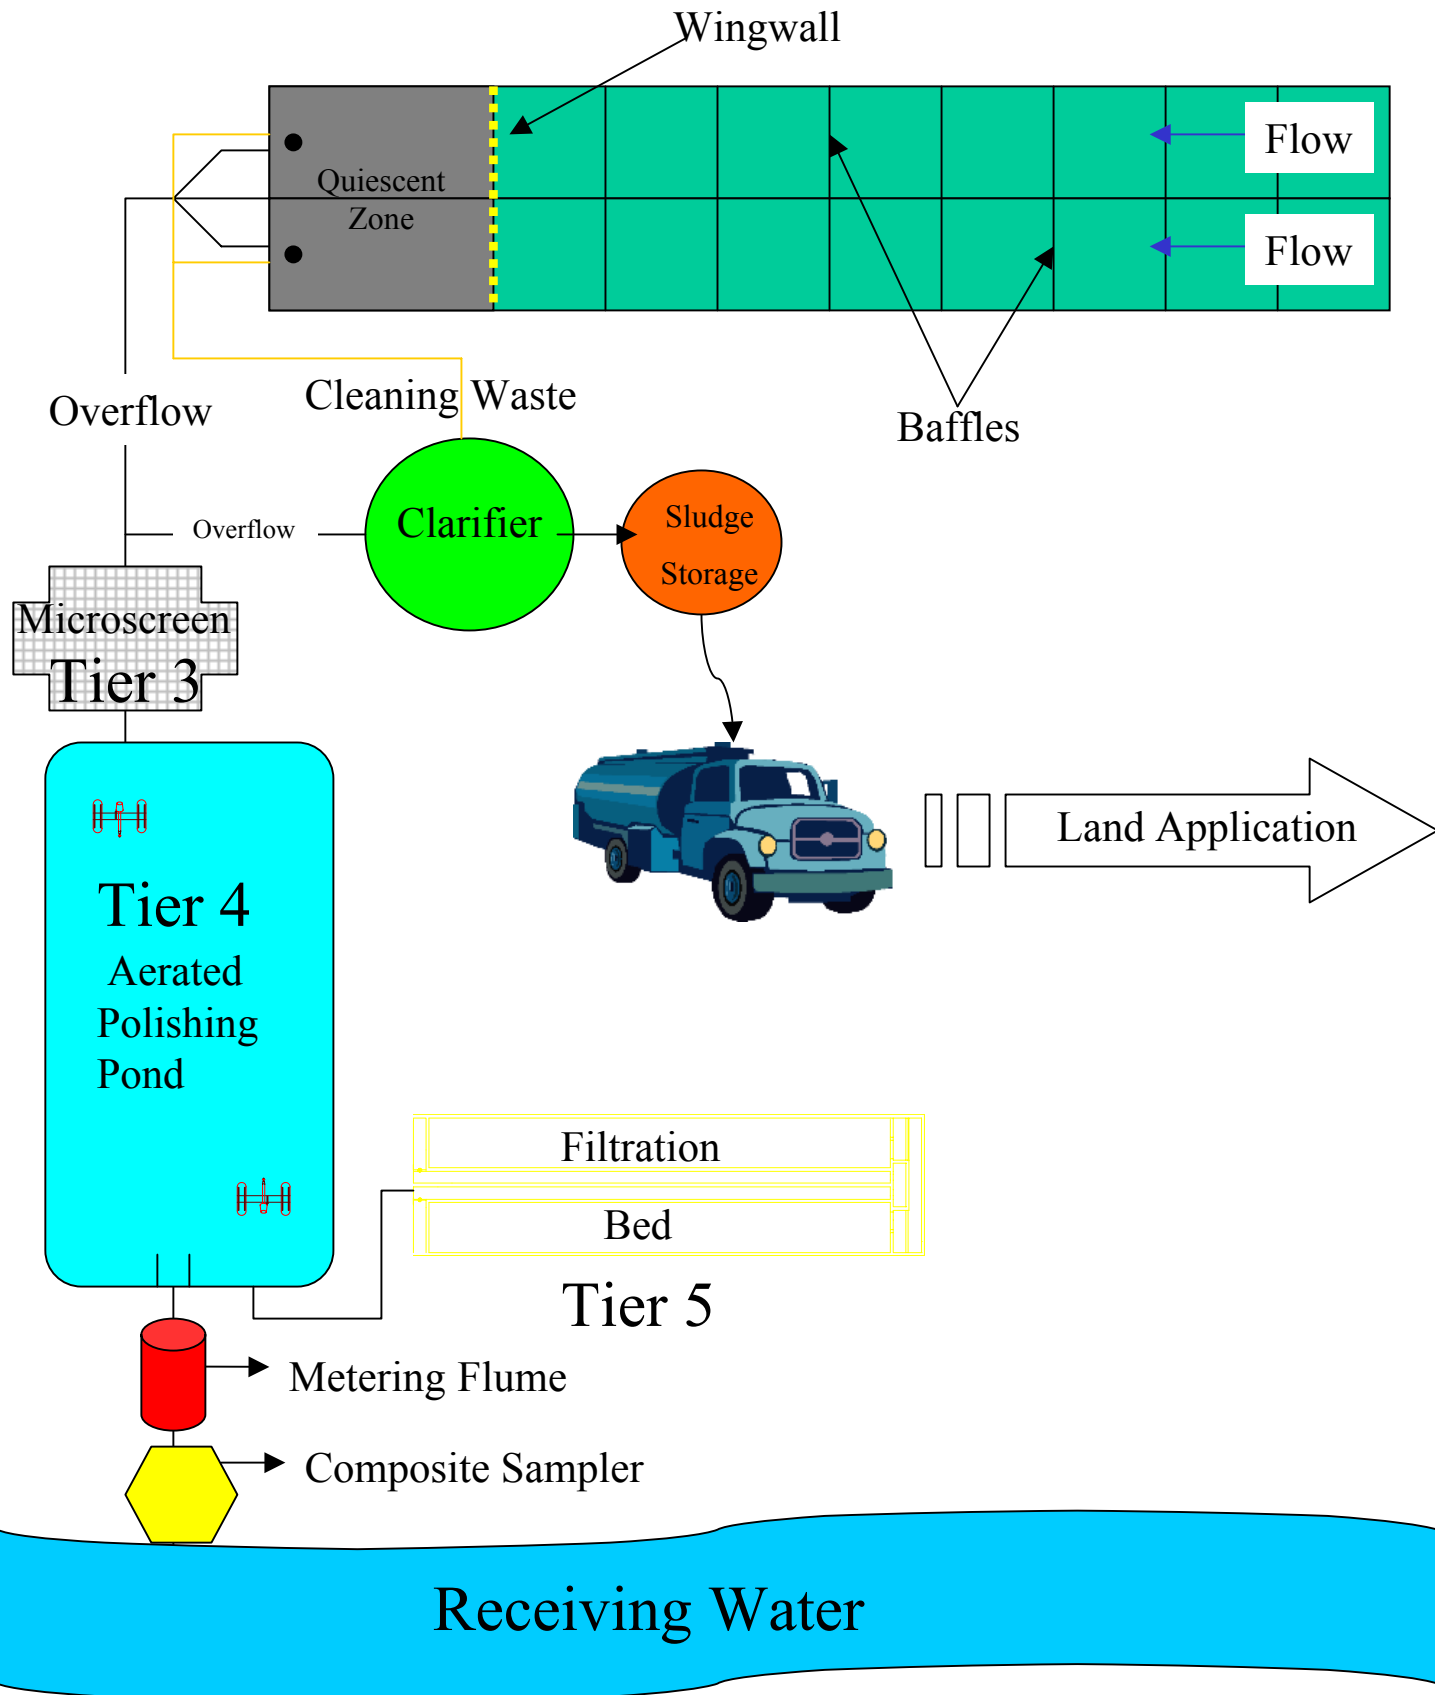 Wingwall
Flow
Quiescent
Zone
Flow
Cleaning Waste
Overflow
Baffles
Clarifier
Sludge
Overflow
Storage
Microscreen
Tier 3
Land Application
Tier 4
Aerated
Polishing
Pond
Filtration
Bed
Tier 5
Metering Flume
Composite Sampler
Receiving Water